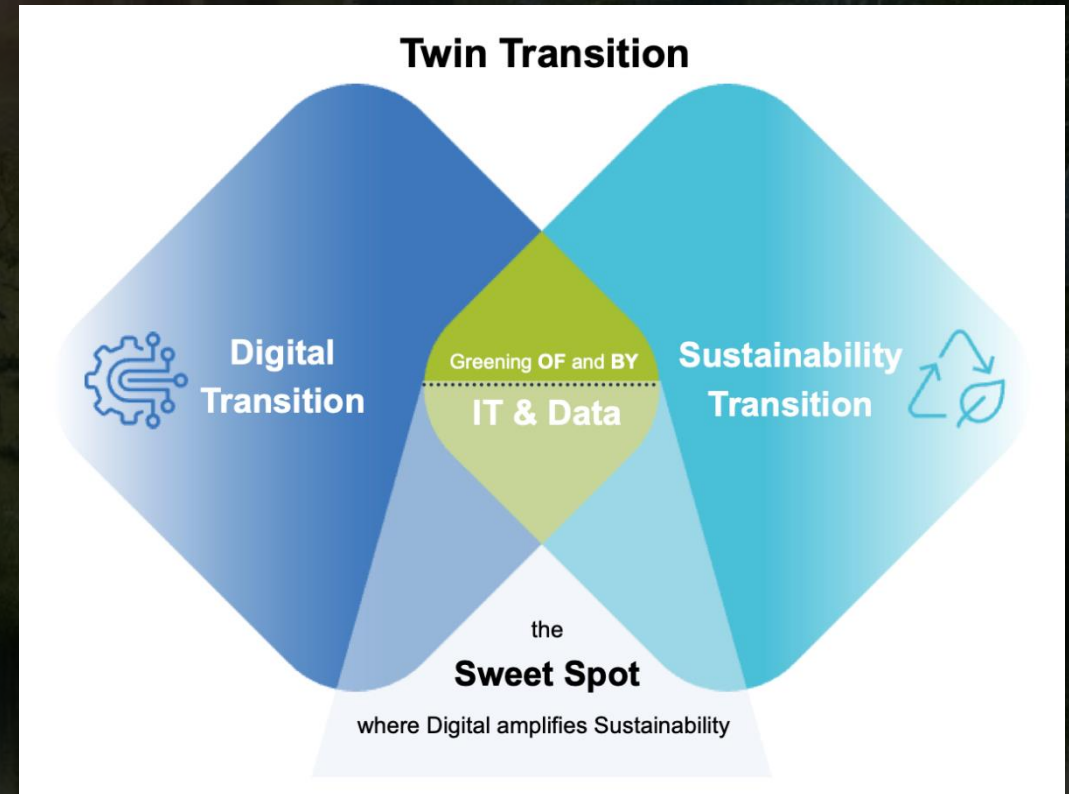 Twin Transition
Digital
Transition
Greening OF and BY
IT & Data
Sustainability
Transition
the
Sweet Spot
where Digital amplifies Sustainability